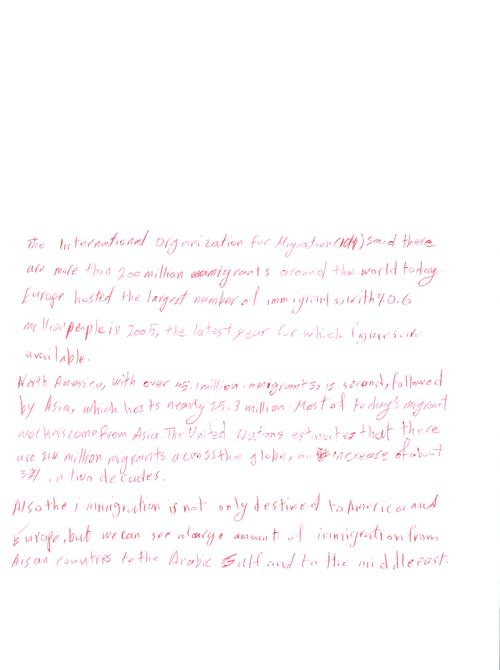 The International Organization for Migration (IOM) said there
are more than 200 million migrants around the world today.
Europe hosted the largest number of immigrants, with 70.6
million people in 2005, the latest year for which figures are
available.
North America, with over 45.1 million immigrants, is second, followed
by Asia, which hosts nearly 25.3 million. Most of today's migrant
workers come from Asia. The United Nations estimates that there
are 214 million migrants across the globe, an increase of about
37% in two decades.
Also the immigration is not only destined to America and
Europe, but we can see a large amount of immigration from
Aisan countries to the Arabic Gulf and to the middle east.